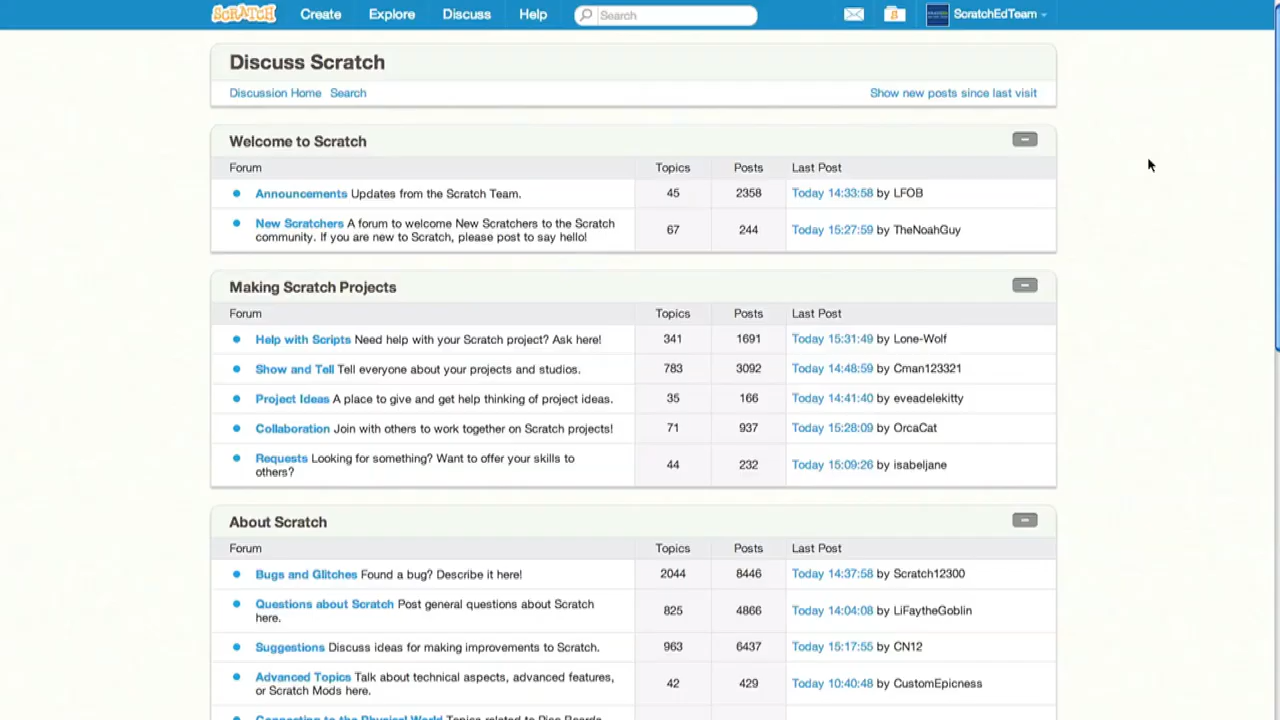 SCRATCH Create Explore Discuss Help Search ScratchEdTeam
Discuss Scratch
Discussion Home Search Show new posts since last visit
Welcome to Scratch
Forum Topics Posts Last Post
Announcements Updates from the Scratch Team. 45 2358 Today 14:33:58 by LFOB
New Scratchers A forum to welcome New Scratchers to the Scratch
community. If you are new to Scratch, please post to say hello! 67 244 Today 15:27:59 by TheNoahGuy
Making Scratch Projects
Forum Topics Posts Last Post
Help with Scripts Need help with your Scratch project? Ask here! 341 1691 Today 15:31:49 by Lone-Wolf
Show and Tell Tell everyone about your projects and studios. 783 3092 Today 14:48:59 by Cman123321
Project Ideas A place to give and get help thinking of project ideas. 35 166 Today 14:41:40 by eveadelekitty
Collaboration Join with others to work together on Scratch projects! 71 937 Today 15:28:09 by OrcaCat
Requests Looking for something? Want to offer your skills to
others? 44 232 Today 15:09:26 by isabeljane
About Scratch
Forum Topics Posts Last Post
Bugs and Glitches Found a bug? Describe it here! 2044 8446 Today 14:37:58 by Scratch12300
Questions about Scratch Post general questions about Scratch
here. 825 4866 Today 14:04:08 by LiFaytheGoblin
Suggestions Discuss ideas for making improvements to Scratch. 963 6437 Today 15:17:55 by CN12
Advanced Topics Talk about technical aspects, advanced features,
or Scratch Mods here. 42 429 Today 10:40:48 by CustomEpicness
Connecting to the Physical World Topics related to Pico Boards,